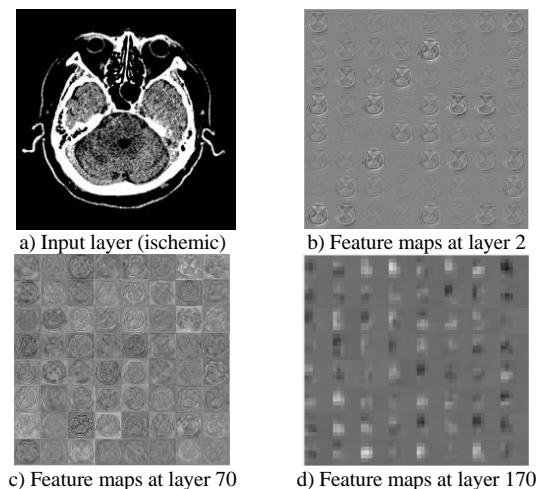 a) Input layer (ischemic)
b) Feature maps at layer 2
c) Feature maps at layer 70
d) Feature maps at layer 170